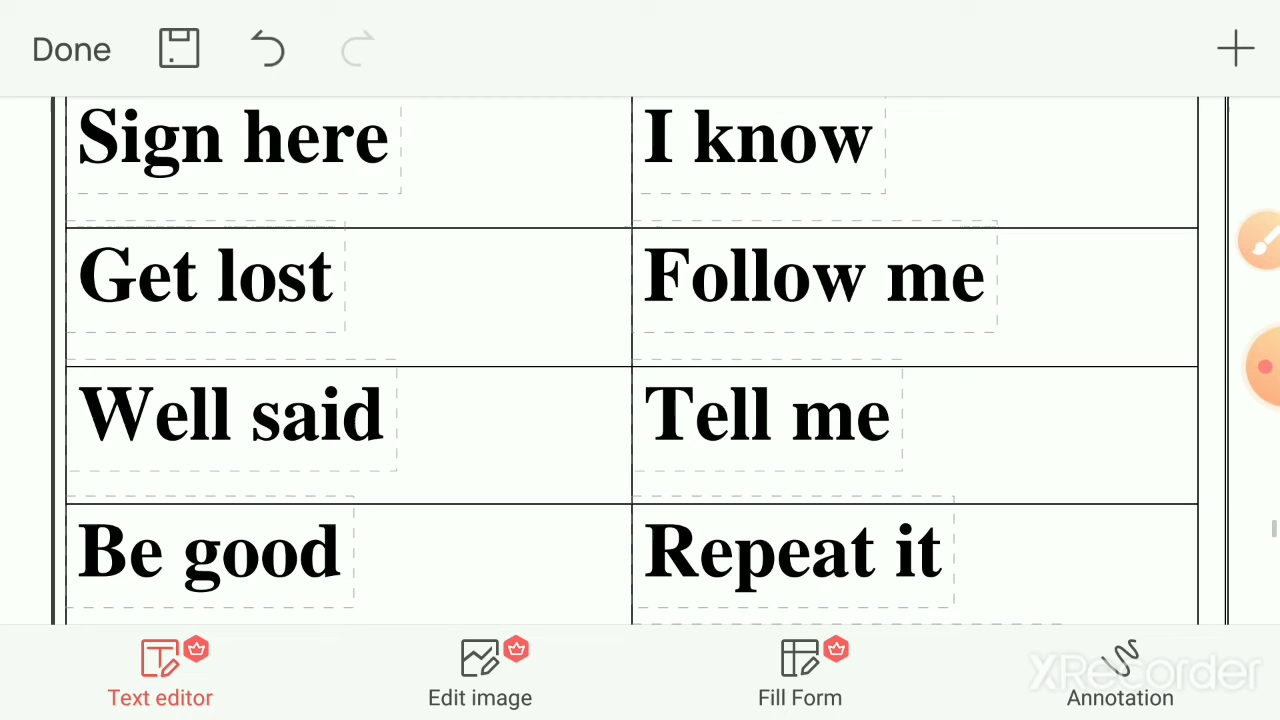 Done
Sign here I know
Get lost Follow me
Well said Tell me
Be good Repeat it
Text editor Edit image Fill Form Annotation
XRecorder